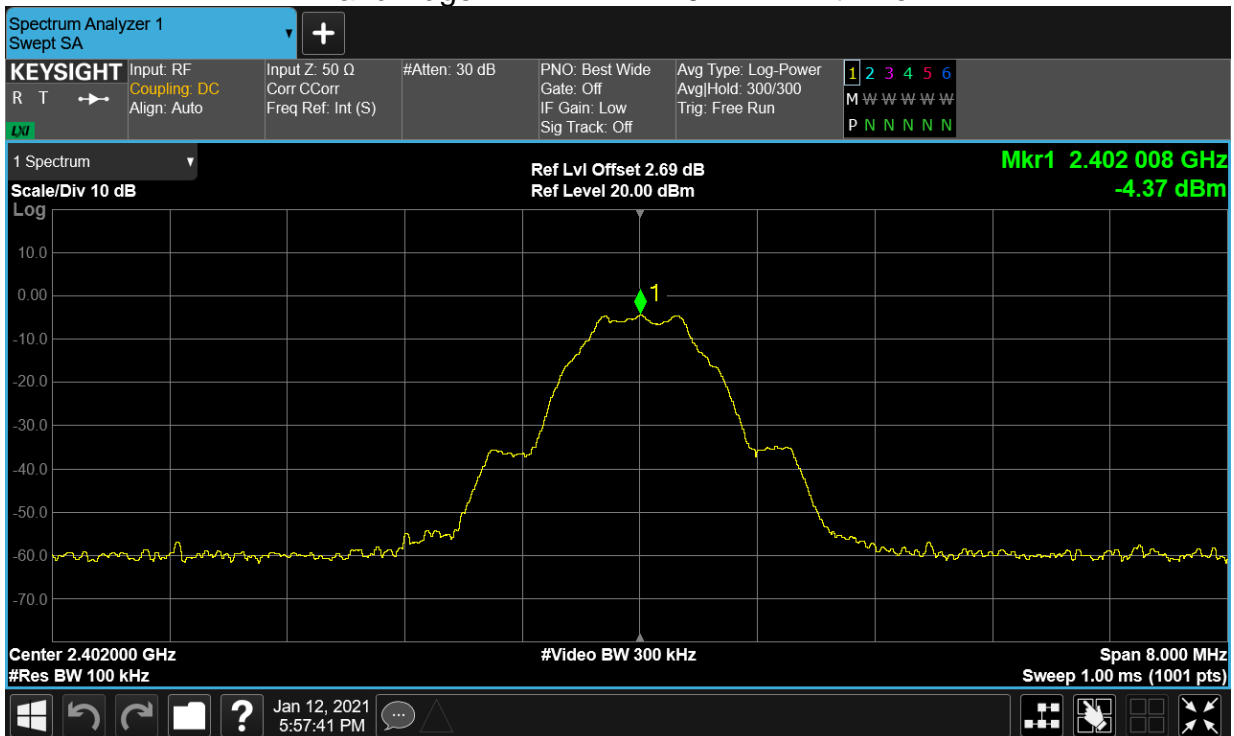 Spectrum Analyzer 1
Swept SA
+
KEYSIGHT
R T
LXI
Input: RF
Coupling: DC
Align: Auto
Input Z: 50 Ω
Corr CCorr
Freq Ref: Int (S)
#Atten: 30 dB
PNO: Best Wide
Gate: Off
IF Gain: Low
Sig Track: Off
Avg Type: Log-Power
Avg|Hold: 300/300
Trig: Free Run
1 2 3 4 5 6
M W W W W W
P N N N N N
1 Spectrum
Scale/Div 10 dB
Log
Ref Lvl Offset 2.69 dB
Ref Level 20.00 dBm
Mkr1 2.402 008 GHz
-4.37 dBm
10.0
0.00
-10.0
-20.0
-30.0
-40.0
-50.0
-60.0
-70.0
1
Center 2.402000 GHz
#Res BW 100 kHz
#Video BW 300 kHz
Span 8.000 MHz
Sweep 1.00 ms (1001 pts)
?
Jan 12, 2021
5:57:41 PM